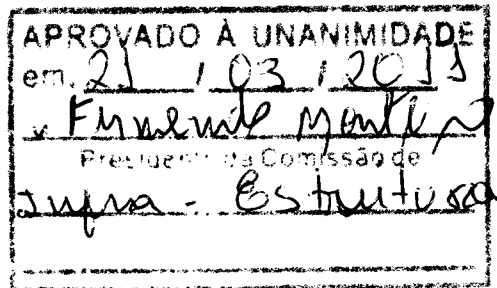 APROVADO À UNANIMIDADE
em, 21 / 03 / 2011
Presidente da Comissão de
Infra - Estrutura